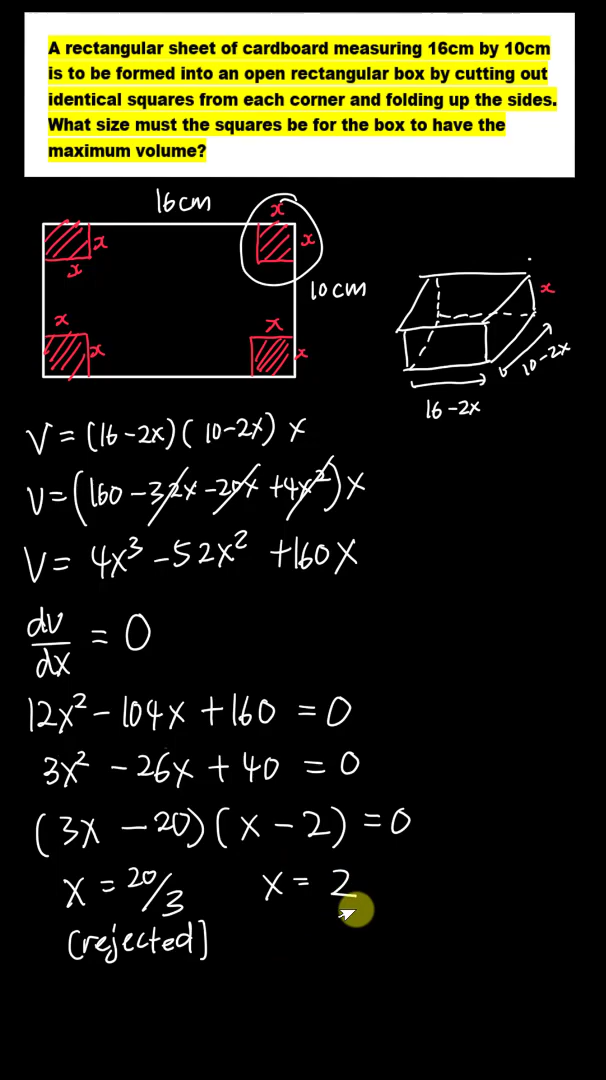 A rectangular sheet of cardboard measuring 16cm by 10cm
is to be formed into an open rectangular box by cutting out
identical squares from each corner and folding up the sides.
What size must the squares be for the box to have the
maximum volume?
16cm
x
x
x
x
10cm
x
x
x
x
x
10-2x
16-2x
V = (16-2x)(10-2x) x
V = (160 - 32x - 20x + 4x²) x
V = 4x³ - 52x² + 160x
dv/dx = 0
12x² - 104x + 160 = 0
3x² - 26x + 40 = 0
(3x - 20)(x - 2) = 0
x = 20/3 x = 2
(rejected]